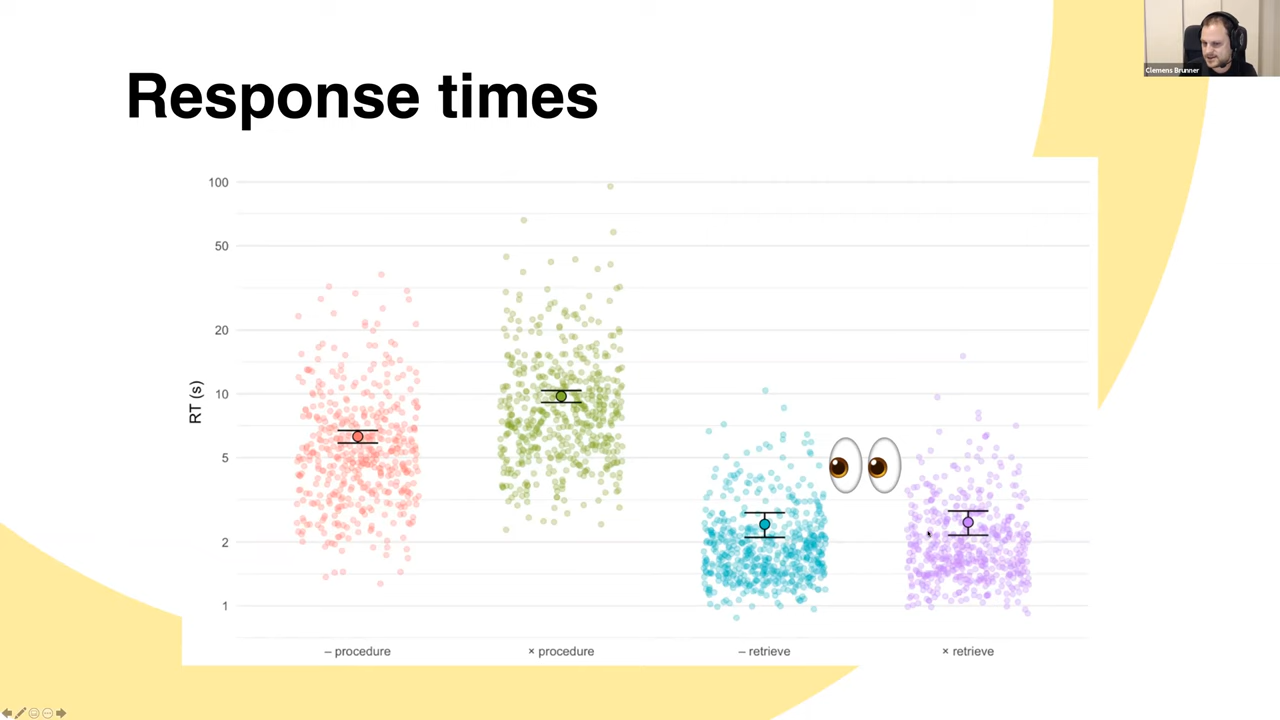 Response times
Clemens Brunner
100
50
20
10
5
2
1
RT (s)
– procedure
× procedure
– retrieve
× retrieve